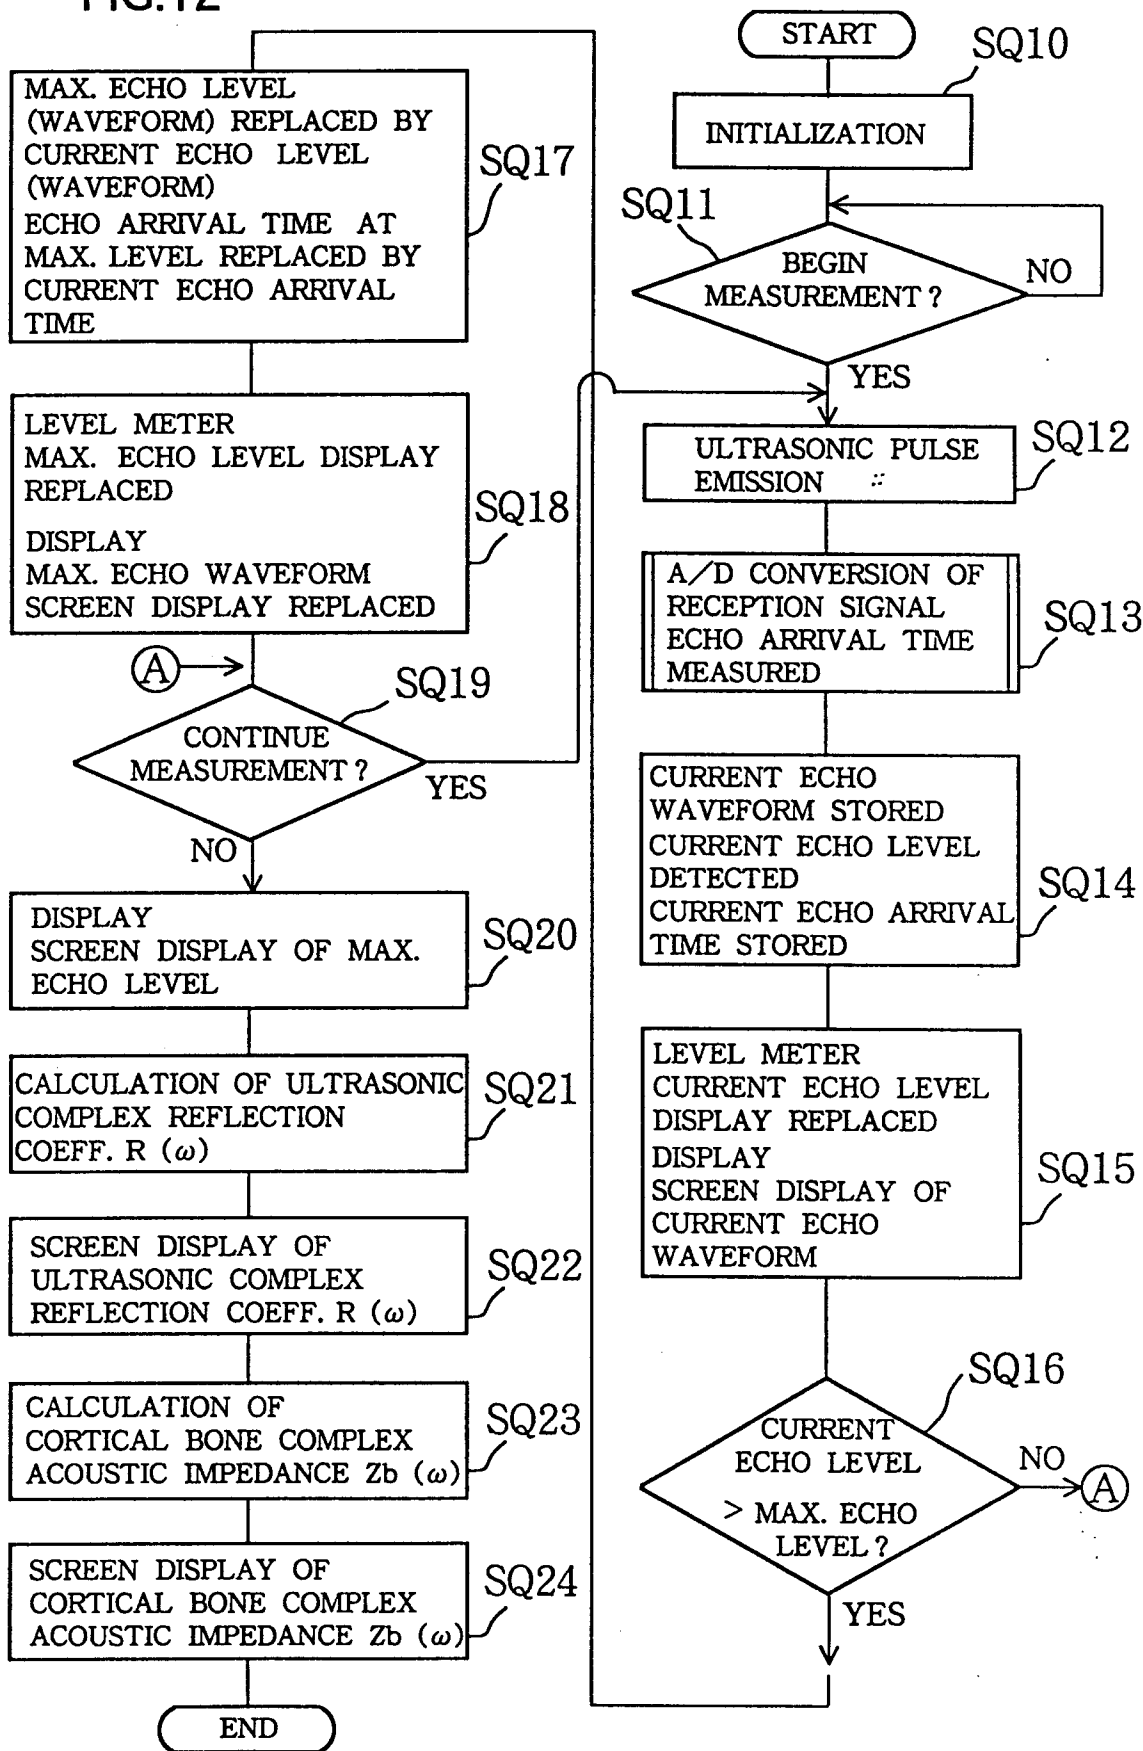 FIG.12
START
SQ10
INITIALIZATION
SQ11
BEGIN
MEASUREMENT?
NO
YES
ULTRASONIC PULSE
EMISSION
SQ12
A/D CONVERSION OF
RECEPTION SIGNAL
ECHO ARRIVAL TIME
MEASURED
SQ13
CURRENT ECHO
WAVEFORM STORED
CURRENT ECHO LEVEL
DETECTED
CURRENT ECHO ARRIVAL
TIME STORED
SQ14
LEVEL METER
CURRENT ECHO LEVEL
DISPLAY REPLACED
DISPLAY
SCREEN DISPLAY OF
CURRENT ECHO
WAVEFORM
SQ15
SQ16
CURRENT
ECHO LEVEL
> MAX. ECHO
LEVEL?
NO
A
YES
MAX. ECHO LEVEL
(WAVEFORM) REPLACED BY
CURRENT ECHO LEVEL
(WAVEFORM)
ECHO ARRIVAL TIME AT
MAX. LEVEL REPLACED BY
CURRENT ECHO ARRIVAL
TIME
SQ17
LEVEL METER
MAX. ECHO LEVEL DISPLAY
REPLACED
DISPLAY
MAX. ECHO WAVEFORM
SCREEN DISPLAY REPLACED
SQ18
A
SQ19
CONTINUE
MEASUREMENT?
YES
NO
DISPLAY
SCREEN DISPLAY OF MAX.
ECHO LEVEL
SQ20
CALCULATION OF ULTRASONIC
COMPLEX REFLECTION
COEFF. R (ω)
SQ21
SCREEN DISPLAY OF
ULTRASONIC COMPLEX
REFLECTION COEFF. R (ω)
SQ22
CALCULATION OF
CORTICAL BONE COMPLEX
ACOUSTIC IMPEDANCE Zb (ω)
SQ23
SCREEN DISPLAY OF
CORTICAL BONE COMPLEX
ACOUSTIC IMPEDANCE Zb (ω)
SQ24
END